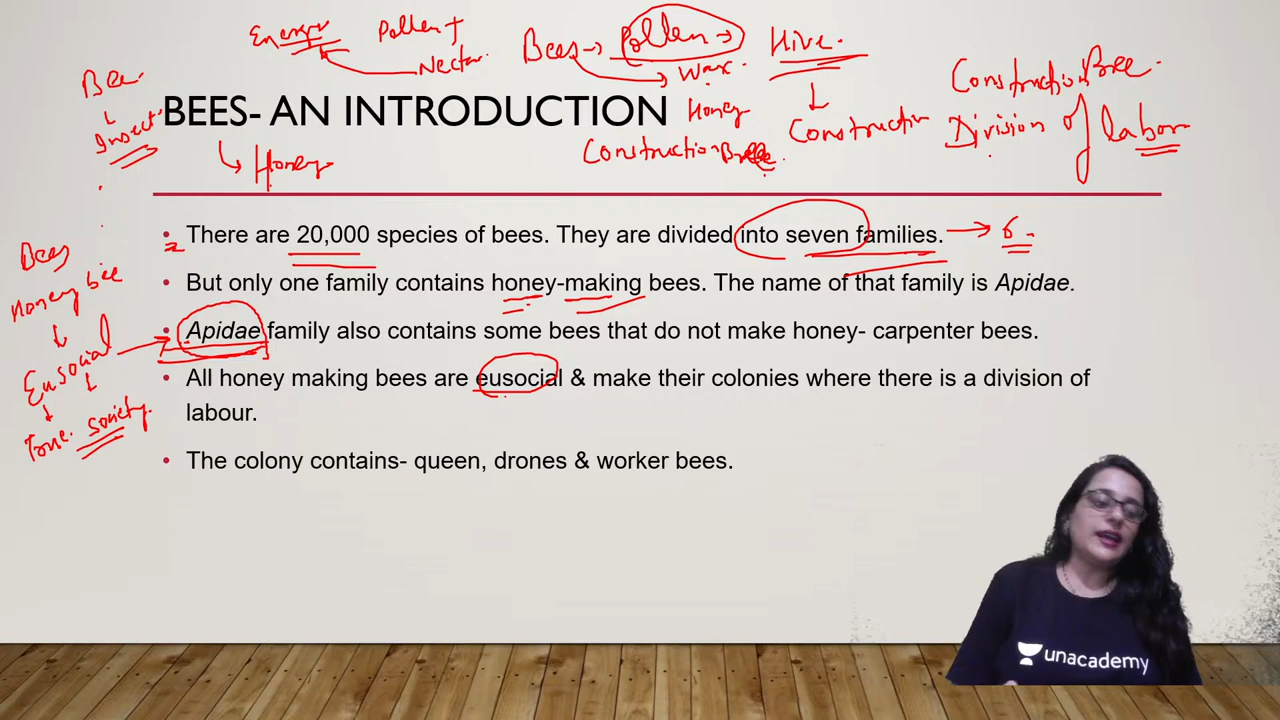 Energy Pollen + Nectar.
Bees → Pollen → Hive.
Wax.
Honey
Construction Bee.
Construction
Construction Bee.
Division of labor
Bee.
Insect.
BEES- AN INTRODUCTION
Honey
• There are 20,000 species of bees. They are divided into seven families. → 6.
• But only one family contains honey-making bees. The name of that family is Apidae.
• Apidae family also contains some bees that do not make honey- carpenter bees.
• All honey making bees are eusocial & make their colonies where there is a division of
labour.
• The colony contains- queen, drones & worker bees.
Bees
Honey bee
Eusocial
True. society.
unacademy